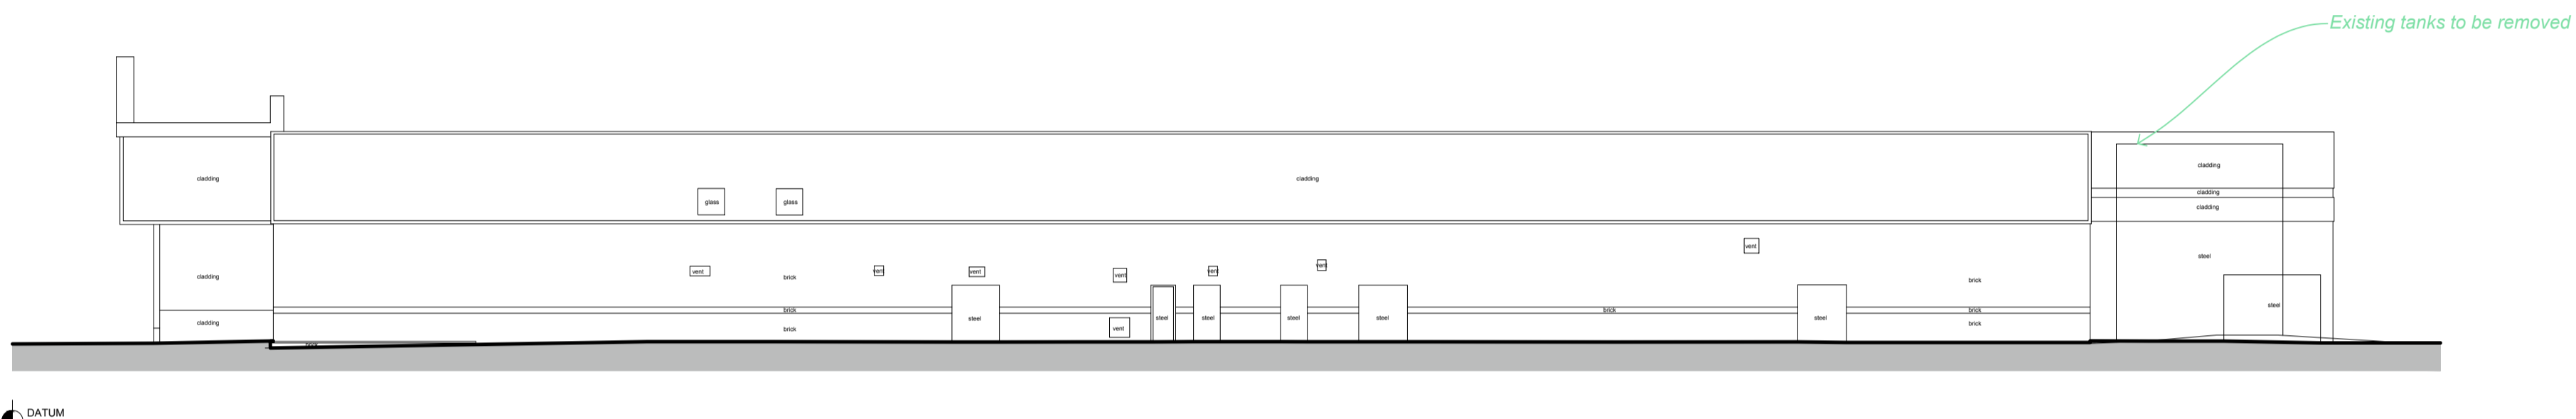 Existing tanks to be removed
cladding
cladding
cladding
cladding
glass
glass
cladding
cladding
vent
steel
vent
brick
vent
vent
vent
vent
vent
brick
cladding
brick
brick
brick
steel
steel
steel
steel
steel
steel
steel
cladding
brick
vent
brick
brick
DATUM